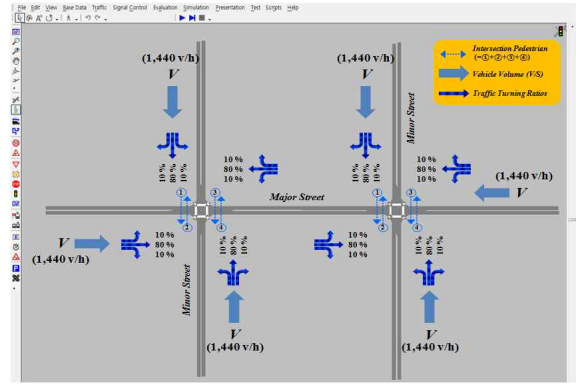 File Edit View Base Data Traffic Signal Control Evaluation Simulation Presentation Test Scripts Help
Intersection Pedestrian
(=①+②+③+④)
Vehicle Volume (V/S)
Traffic Turning Ratios
(1,440 v/h)
V
(1,440 v/h)
V
Minor Street
10 %
80 %
10 %
10 %
80 %
10 %
10 %
80 %
10 %
10 %
80 %
10 %
(1,440 v/h)
V
① ③
② ④
Major Street
① ③
② ④
V
(1,440 v/h)
10 %
80 %
10 %
10 %
80 %
10 %
10 %
80 %
10 %
10 %
80 %
10 %
Minor Street
V
(1,440 v/h)
V
(1,440 v/h)